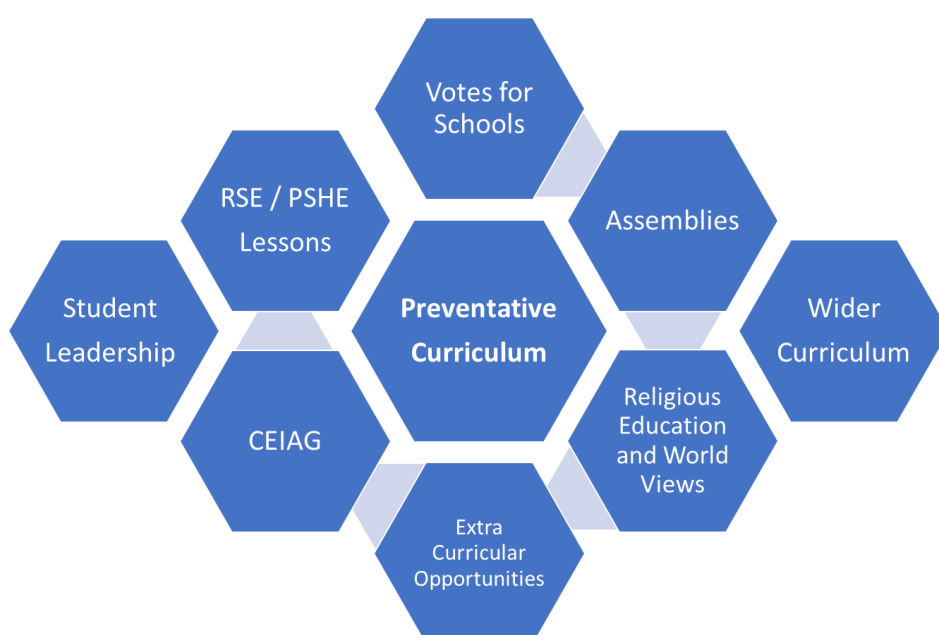 Votes for
Schools
RSE / PSHE
Lessons
Assemblies
Student
Leadership
Preventative
Curriculum
Wider
Curriculum
CEIAG
Religious
Education
and World
Views
Extra
Curricular
Opportunities